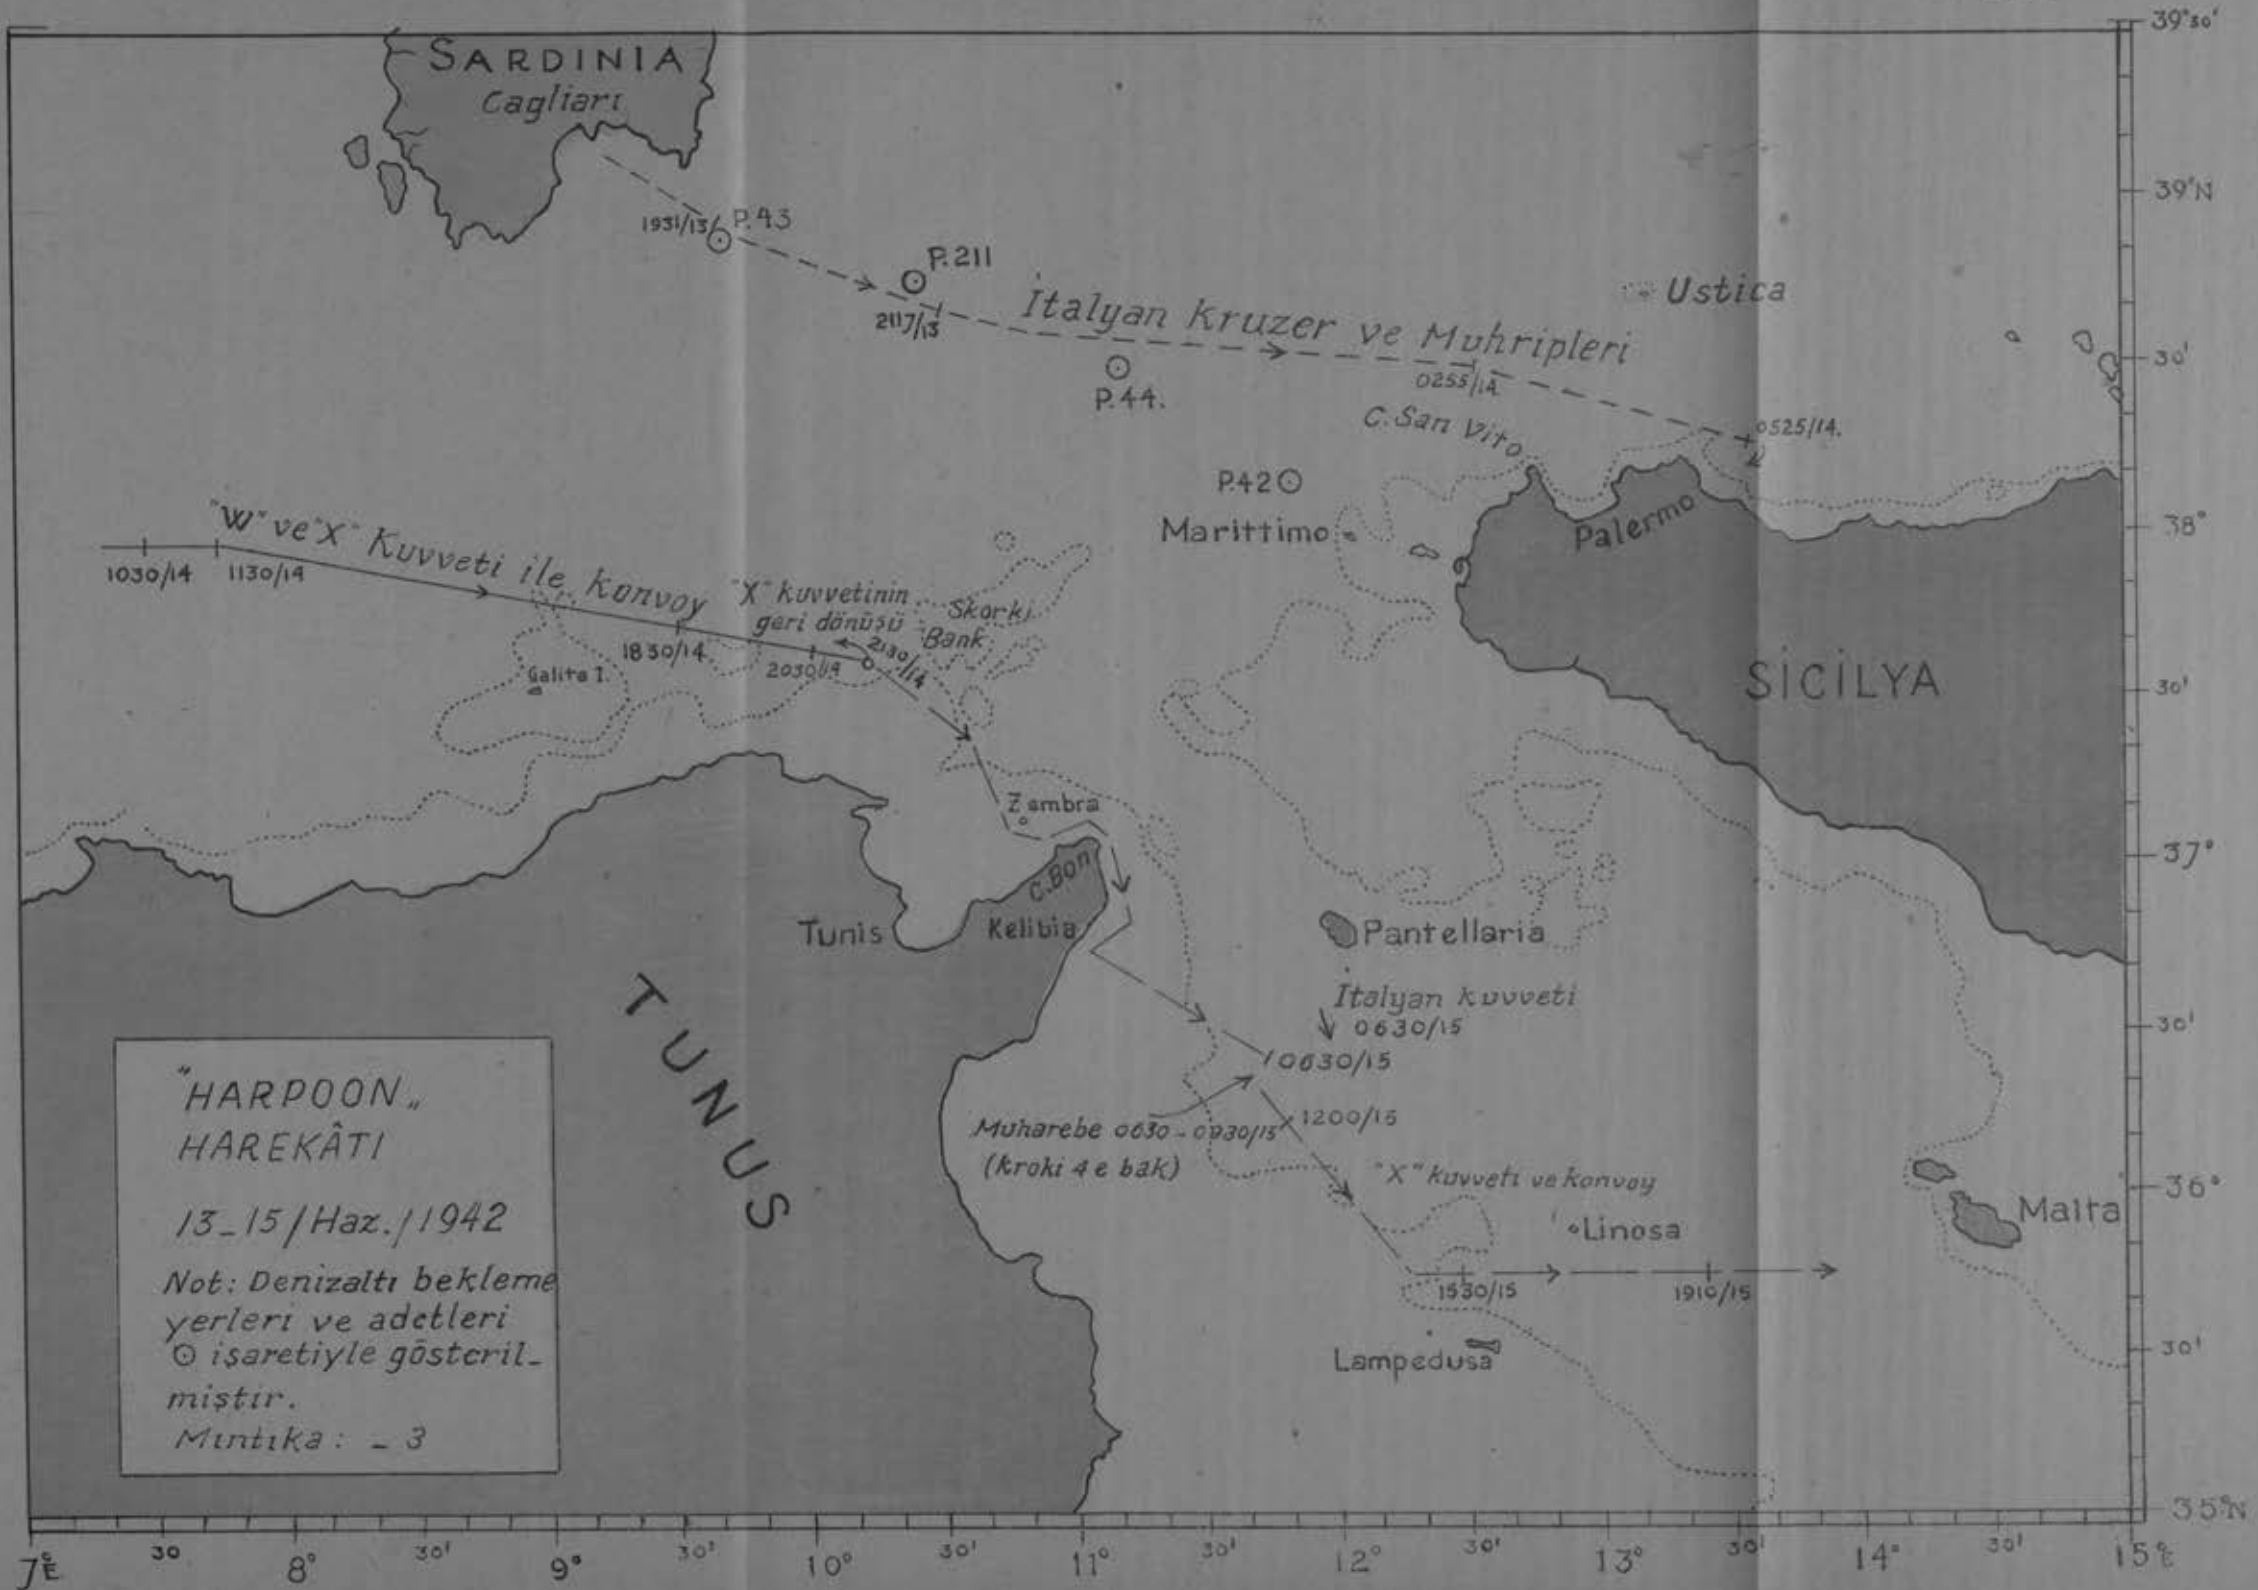 SARDINIA
Cagliari
1931/13
P.43
P.211
2117/13
İtalyan Kruzer ve Muhripleri
Ustica
P.44.
0255/14
C.San Vito
0525/14.
P.42
Marittimo
Palermo
"W" ve "X" Kuvveti ile konvoy
1030/14
1130/14
"X" kuvvetinin
geri dönüşü
Skerki
Bank
1830/14
2030/14
2130/14
Galita I.
SİCİLYA
Zembra
C.Bon
Tunis
Kelibia
Pantellaria
İtalyan kuvveti
0630/15
0630/15
TUNUS
1200/15
Muharebe 0630-0930/15
(kroki 4 e bak)
"X" kuvveti ve konvoy
Linosa
Malta
1530/15
1910/15
Lampedusa
"HARPOON„
HAREKÂTI
13_15/Haz./1942
Not: Denizaltı bekleme
yerleri ve adetleri
⊙ işaretiyle gösteril_
miştir.
Mıntıka: _ 3
39°30'
39°N
30'
38°
30'
37°
30'
36°
30'
35°N
7°E
30
8°
30'
9°
30'
10°
30'
11°
30'
12°
30'
13°
30'
14°
30'
15°E